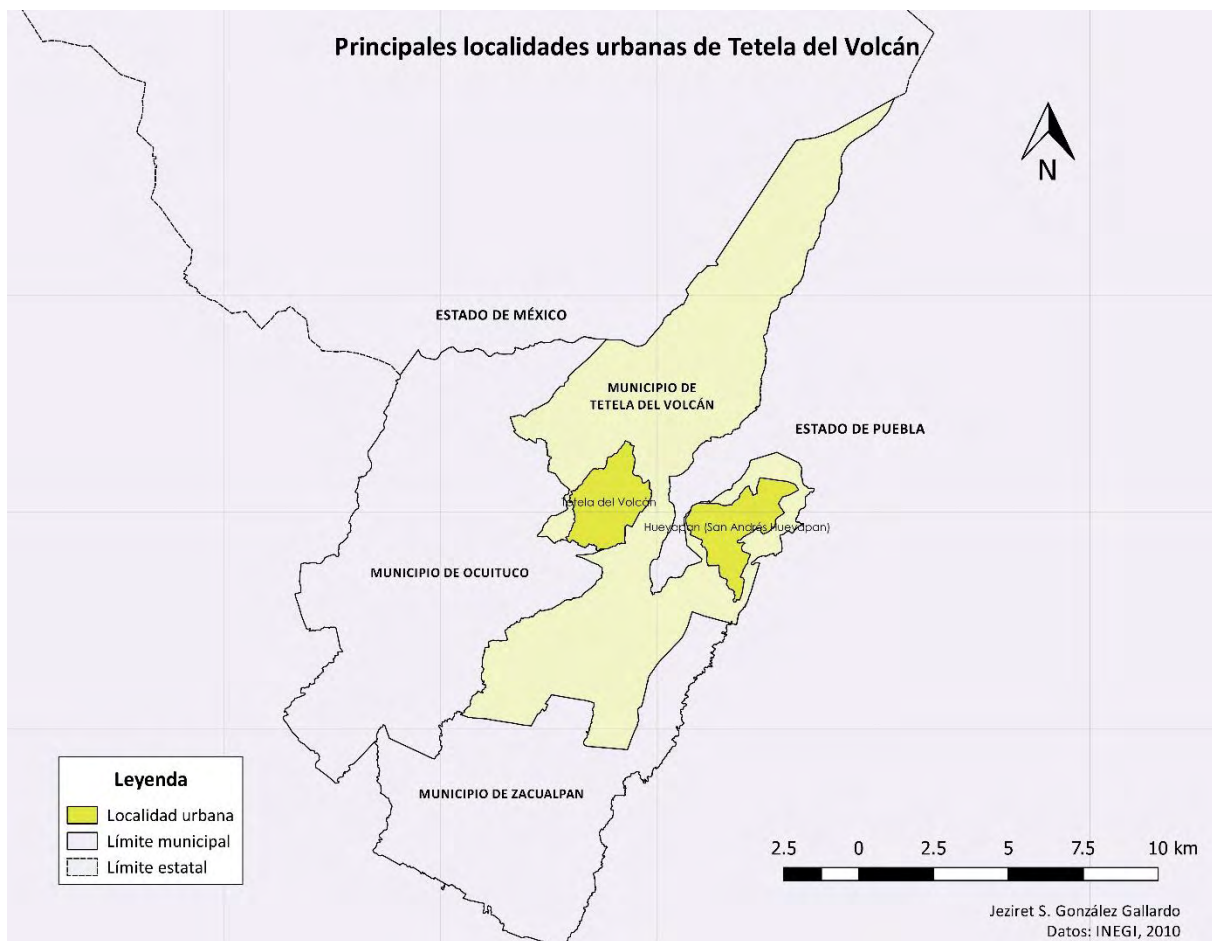 Principales localidades urbanas de Tetela del Volcán
N
ESTADO DE MÉXICO
MUNICIPIO DE
TETELA DEL VOLCÁN
ESTADO DE PUEBLA
Tetela del Volcán
Hueyapan (San Andrés Hueyapan)
MUNICIPIO DE OCUITUCO
MUNICIPIO DE ZACUALPAN
Leyenda
Localidad urbana
Límite municipal
Límite estatal
2.5 0 2.5 5 7.5 10 km
Jeziret S. González Gallardo
Datos: INEGI, 2010